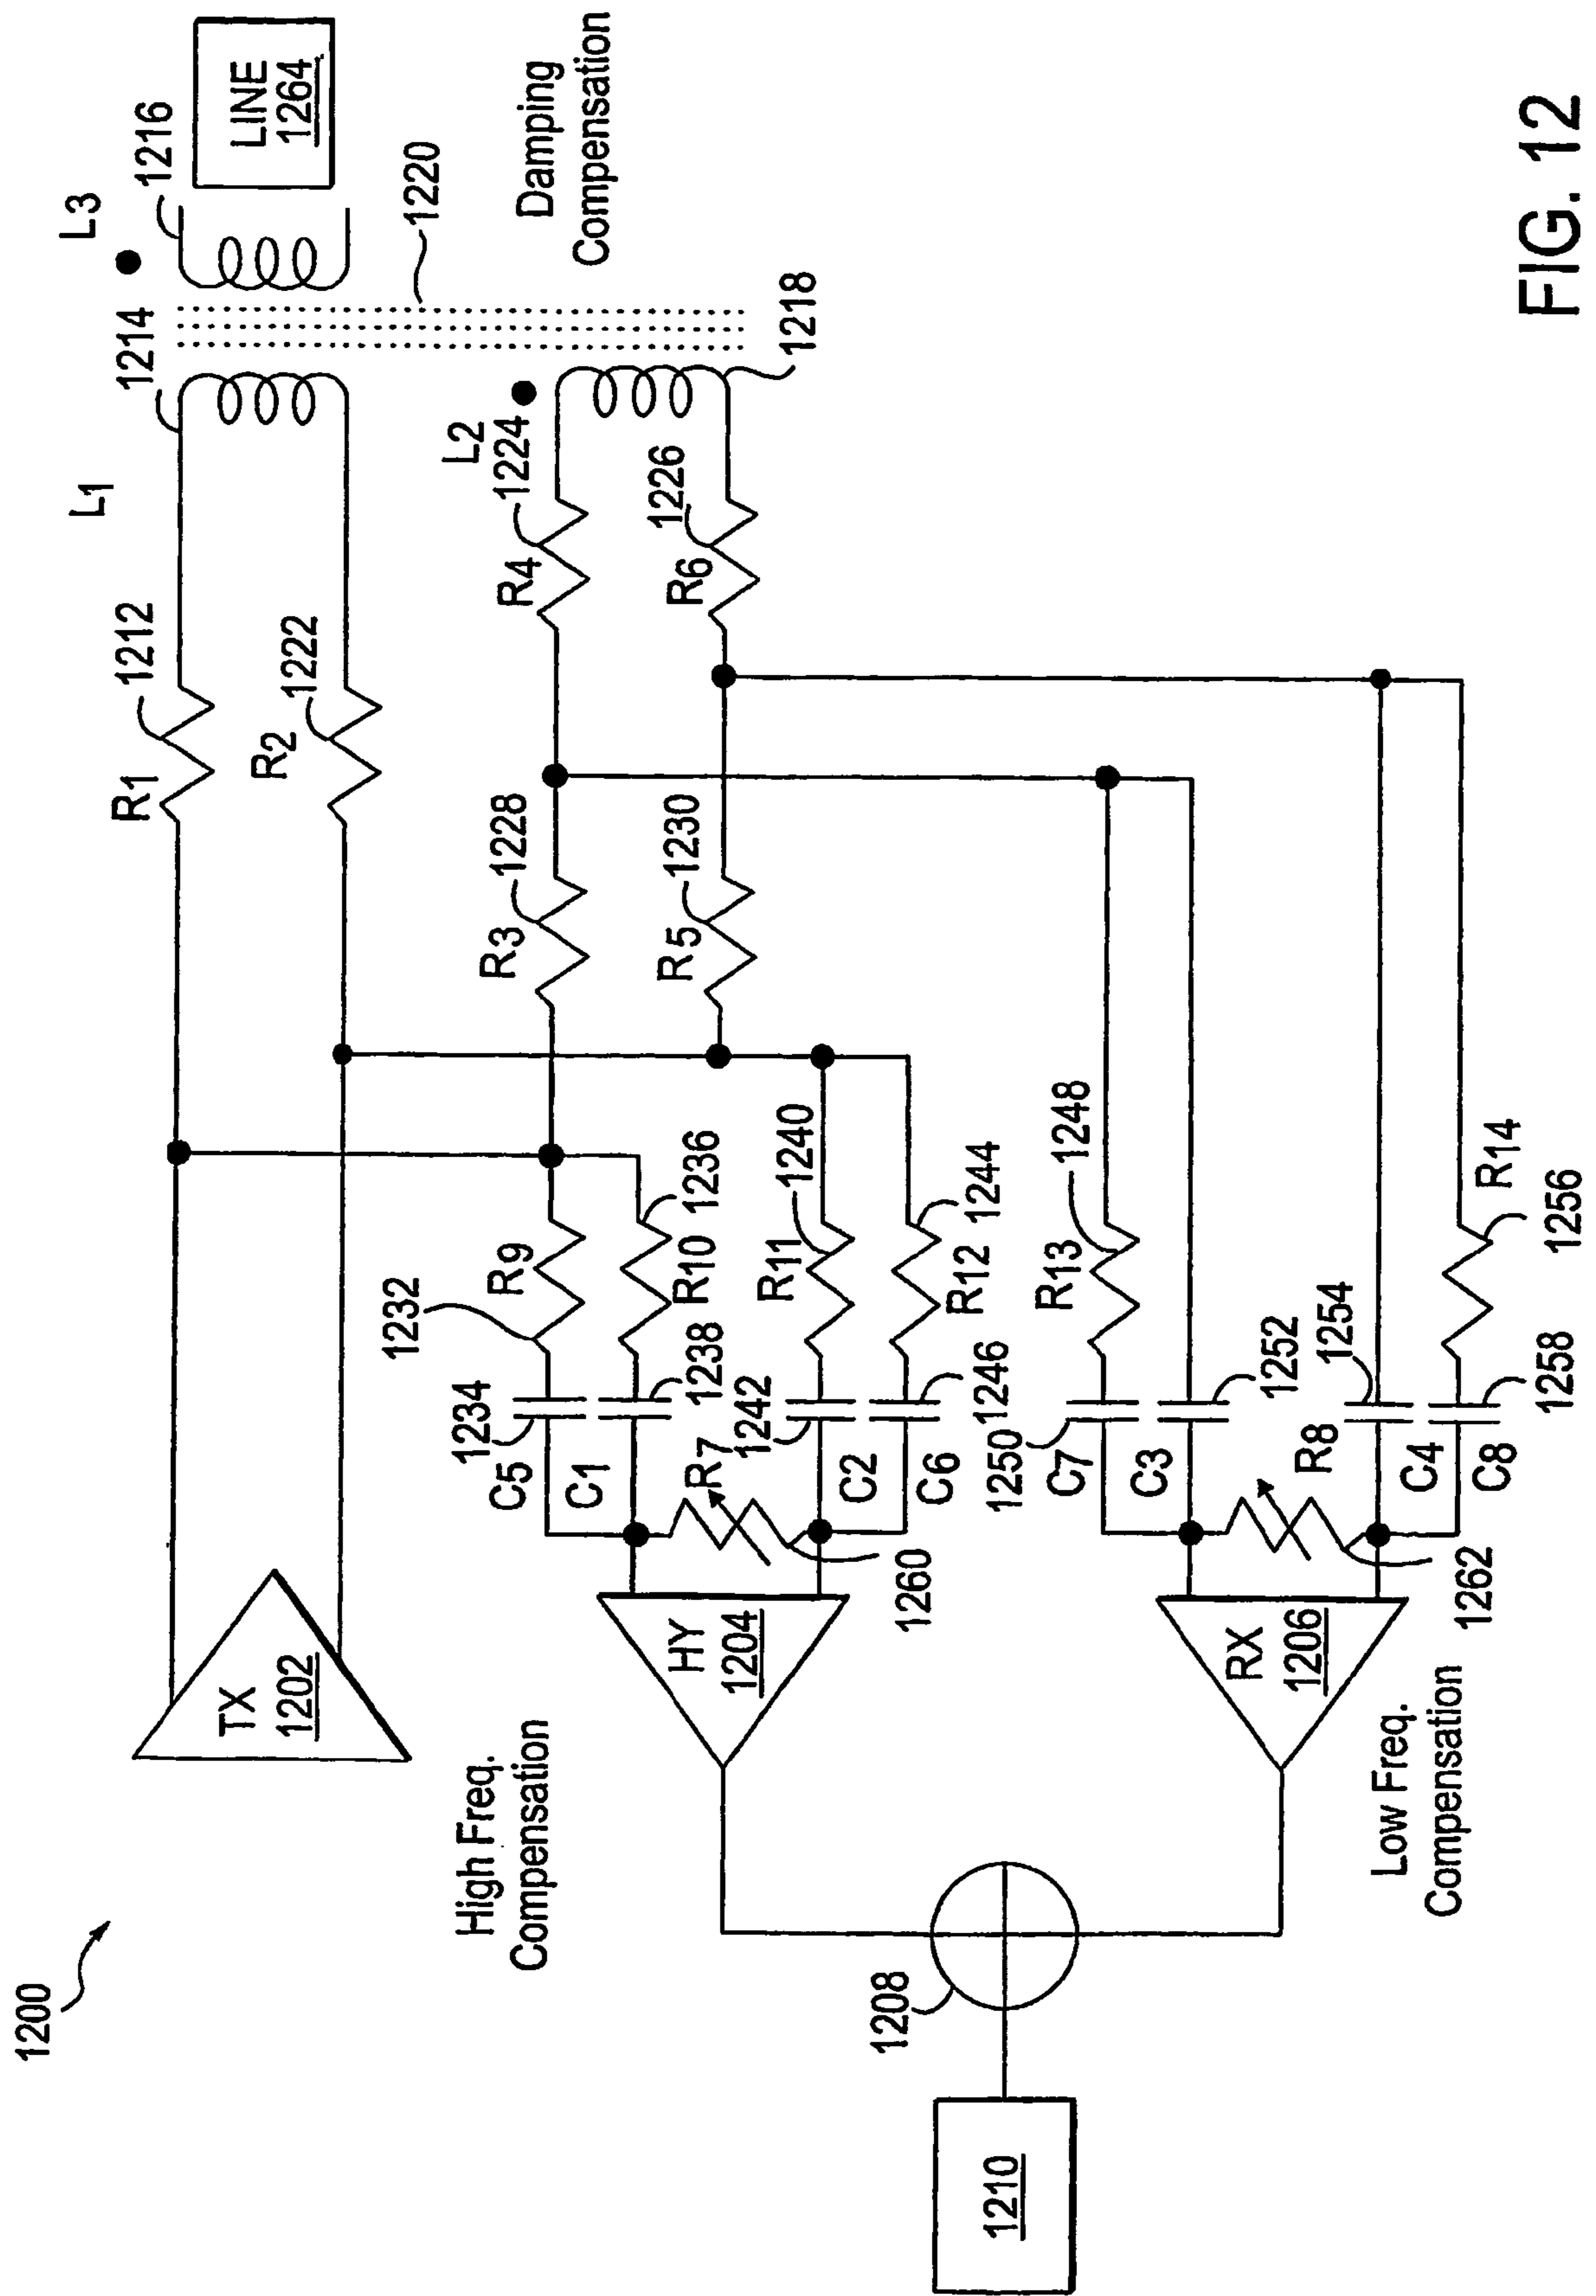 1200
TX
1202
R1
1212
L1
1214
L3
1216
LINE
1264
R2
1222
1220
Damping
Compensation
L2
1224
R4
1226
R6
1218
R3
1228
R5
1230
High Freq.
Compensation
1232
R9
1234
C5
1236
R10
1238
C1
R7
1240
R11
1242
C2
1244
R12
1246
C6
1260
HY
1204
1208
1210
1248
R13
1250
C7
1252
C3
R8
1254
C4
R14
1256
1258
C8
1262
RX
1206
Low Freq.
Compensation
FIG. 12